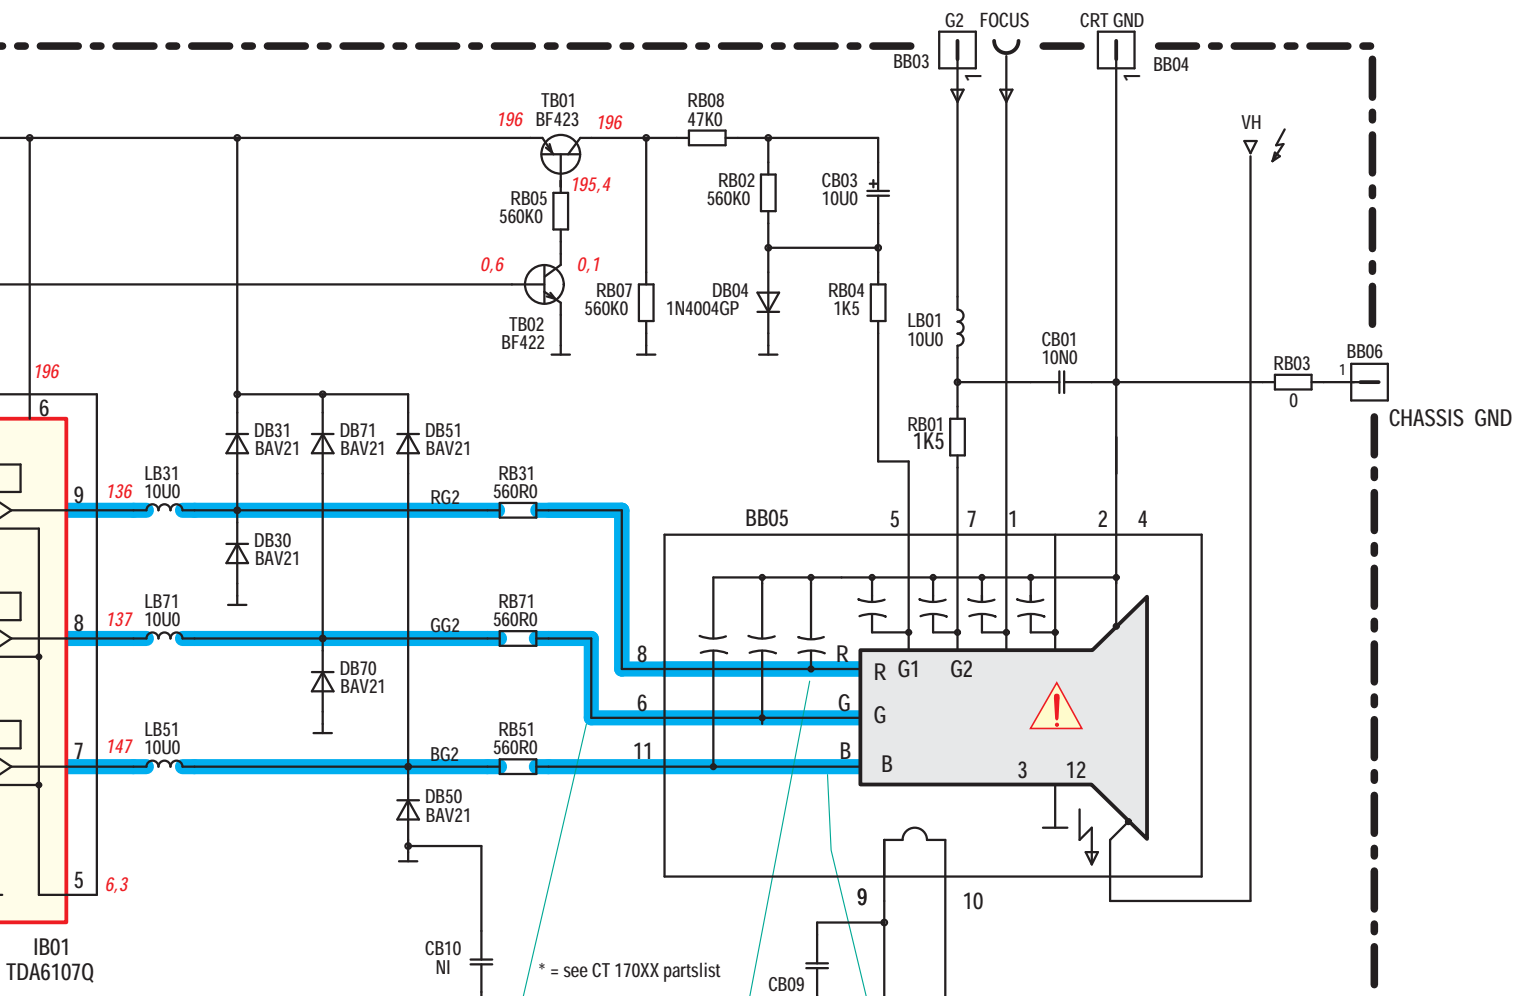 G2 FOCUS CRT GND
BB03 1 1 BB04
TB01
BF423
196 196
RB08
47K0
VH
195,4
RB05
560K0
RB02
560K0
CB03
10U0
+
0,6 0,1
TB02
BF422
RB07
560K0
DB04
1N4004GP
RB04
1K5
LB01
10U0
CB01
10N0
RB03
0
1 BB06
CHASSIS GND
196
6
DB31
BAV21
DB71
BAV21
DB51
BAV21
RB01
1K5
9 136
LB31
10U0
RG2
RB31
560R0
DB30
BAV21
BB05 5 7 1 2 4
8 137
LB71
10U0
GG2
RB71
560R0
DB70
BAV21
8 R
R G1 G2
6 G
G
7 147
LB51
10U0
BG2
RB51
560R0
11 B
B
!
3 12
DB50
BAV21
5 6,3
9 10
IB01
TDA6107Q
CB10
NI
* = see CT 170XX partslist
CB09